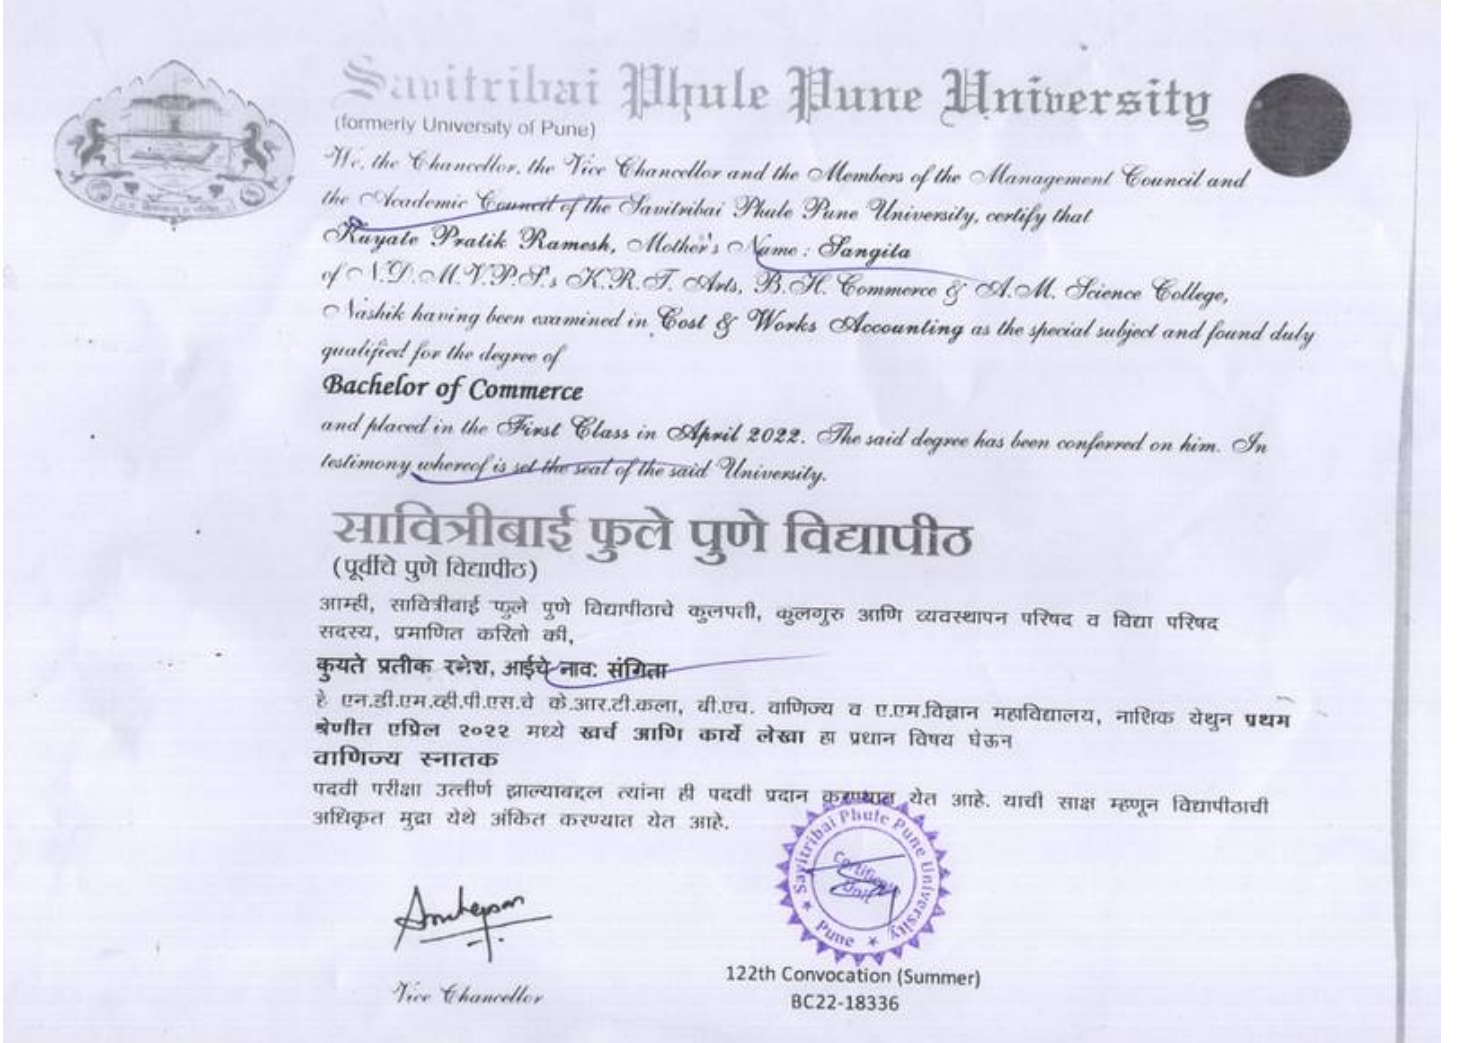 Savitribai Phule Pune University
(formerly University of Pune)
We, the Chancellor, the Vice Chancellor and the Members of the Management Council and
the Academic Council of the Savitribai Phule Pune University, certify that
Kuyate Pratik Ramesh, Mother's Name : Sangita
of N.D.M.V.P.S's K.R.T. Arts, B.H. Commerce & A.M. Science College,
Nashik having been examined in Cost & Works Accounting as the special subject and found duly
qualified for the degree of
Bachelor of Commerce
and placed in the First Class in April 2022. The said degree has been conferred on him. In
testimony whereof is set the seal of the said University.
सावित्रीबाई फुले पुणे विद्यापीठ
(पूर्वीचे पुणे विद्यापीठ)
आम्ही, सावित्रीबाई फुले पुणे विद्यापीठाचे कुलपती, कुलगुरु आणि व्यवस्थापन परिषद व विद्या परिषद
सदस्य, प्रमाणित करितो की,
कुयते प्रतीक रमेश, आईचे नाव: संगिता
हे एन.डी.एम.व्ही.पी.एस.चे के.आर.टी.कला, बी.एच. वाणिज्य व ए.एम.विज्ञान महाविद्यालय, नाशिक येथुन प्रथम
श्रेणीत एप्रिल २०२२ मध्ये खर्च आणि कार्ये लेखा हा प्रधान विषय घेऊन
वाणिज्य स्नातक
पदवी परीक्षा उत्तीर्ण झाल्याबद्दल त्यांना ही पदवी प्रदान करण्यात येत आहे. याची साक्ष म्हणून विद्यापीठाची
अधिकृत मुद्रा येथे अंकित करण्यात येत आहे.
Savitribai Phule Pune University
Pune
Vice Chancellor
122th Convocation (Summer)
BC22-18336